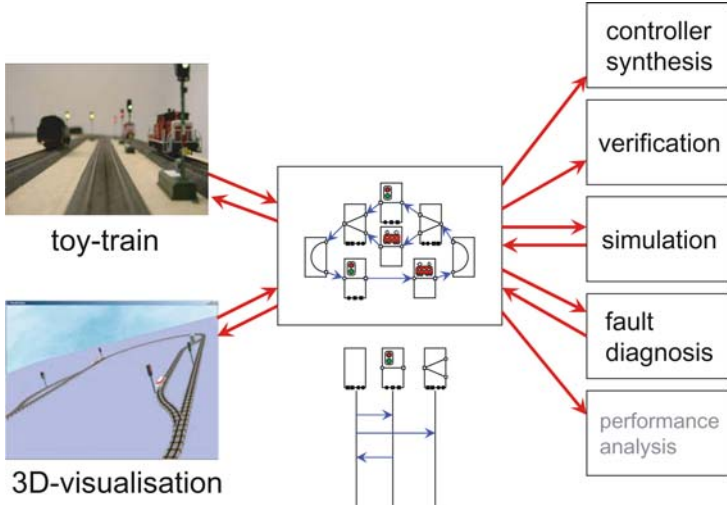 toy-train
3D-visualisation
controller
synthesis
verification
simulation
fault
diagnosis
performance
analysis